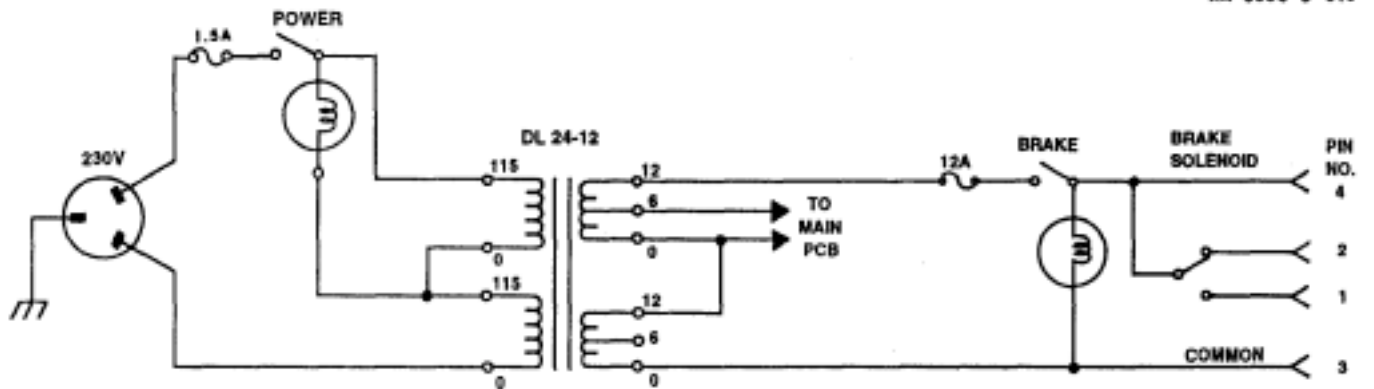 POWER
1.5A
230V
DL 24-12
115
0
115
0
12
6
0
12
6
0
TO
MAIN
PCB
12A
BRAKE
BRAKE
SOLENOID
PIN
NO.
4
2
1
COMMON
3